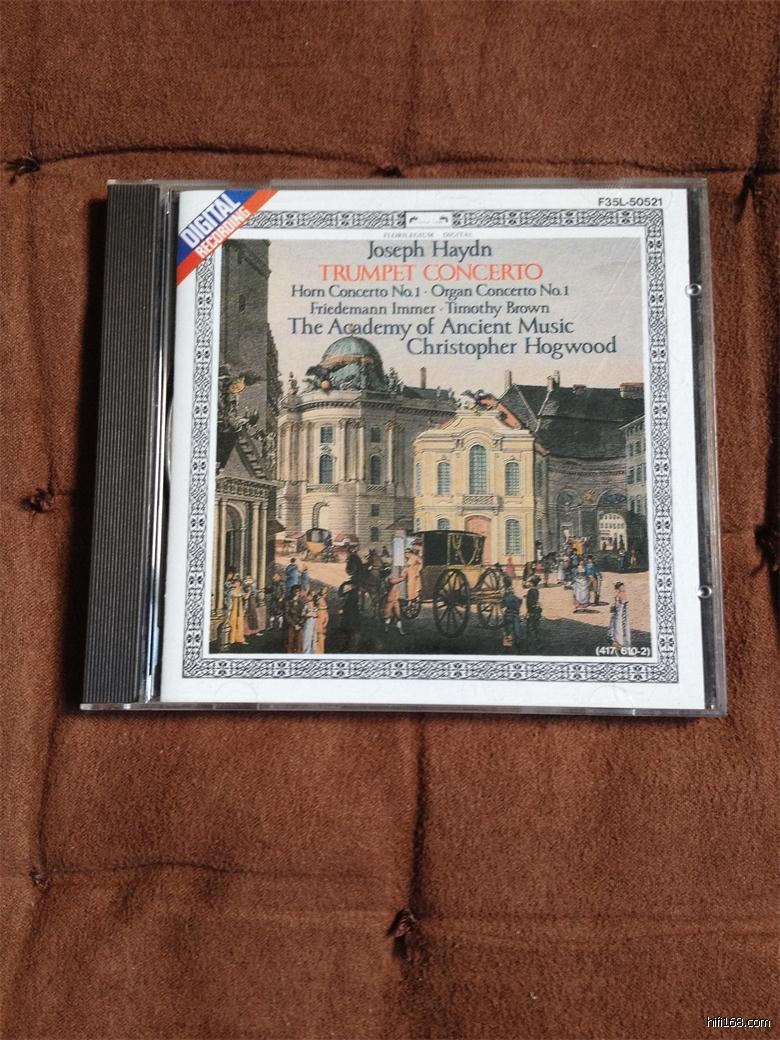 DIGITAL
RECORDING
F35L-50521
FLORILEGIUM · DIGITAL
Joseph Haydn
TRUMPET CONCERTO
Horn Concerto No.1 · Organ Concerto No.1
Friedemann Immer · Timothy Brown
The Academy of Ancient Music
Christopher Hogwood
(417 610-2)
hifi168.com